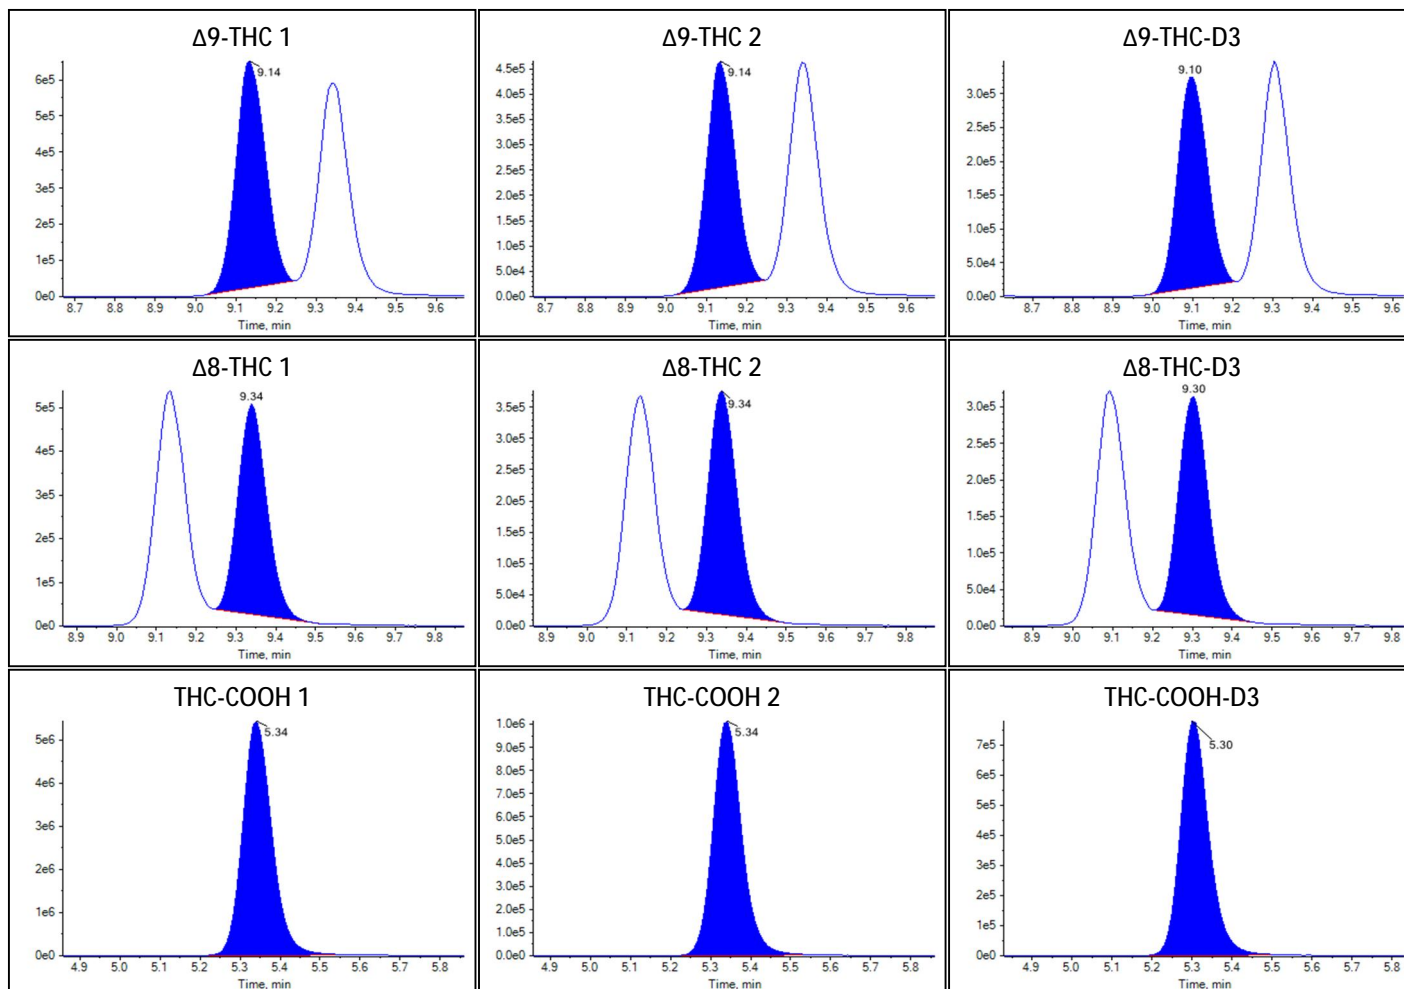 Δ9-THC 1
9.14
6e5
5e5
4e5
3e5
2e5
1e5
0e0
8.7 8.8 8.9 9.0 9.1 9.2 9.3 9.4 9.5 9.6
Time, min
Δ9-THC 2
9.14
4.5e5
4.0e5
3.5e5
3.0e5
2.5e5
2.0e5
1.5e5
1.0e5
5.0e4
0.0e0
8.7 8.8 8.9 9.0 9.1 9.2 9.3 9.4 9.5 9.6
Time, min
Δ9-THC-D3
9.10
3.0e5
2.5e5
2.0e5
1.5e5
1.0e5
5.0e4
0.0e0
8.7 8.8 8.9 9.0 9.1 9.2 9.3 9.4 9.5 9.6
Time, min
Δ8-THC 1
9.34
5e5
4e5
3e5
2e5
1e5
0e0
8.9 9.0 9.1 9.2 9.3 9.4 9.5 9.6 9.7 9.8
Time, min
Δ8-THC 2
9.34
3.5e5
3.0e5
2.5e5
2.0e5
1.5e5
1.0e5
5.0e4
0.0e0
8.9 9.0 9.1 9.2 9.3 9.4 9.5 9.6 9.7 9.8
Time, min
Δ8-THC-D3
9.30
3.0e5
2.5e5
2.0e5
1.5e5
1.0e5
5.0e4
0.0e0
8.9 9.0 9.1 9.2 9.3 9.4 9.5 9.6 9.7 9.8
Time, min
THC-COOH 1
5.34
5e6
4e6
3e6
2e6
1e6
0e0
4.9 5.0 5.1 5.2 5.3 5.4 5.5 5.6 5.7 5.8
Time, min
THC-COOH 2
5.34
1.0e6
9.0e5
8.0e5
7.0e5
6.0e5
5.0e5
4.0e5
3.0e5
2.0e5
1.0e5
0.0e0
4.9 5.0 5.1 5.2 5.3 5.4 5.5 5.6 5.7 5.8
Time, min
THC-COOH-D3
5.30
7e5
6e5
5e5
4e5
3e5
2e5
1e5
0e0
4.9 5.0 5.1 5.2 5.3 5.4 5.5 5.6 5.7 5.8
Time, min